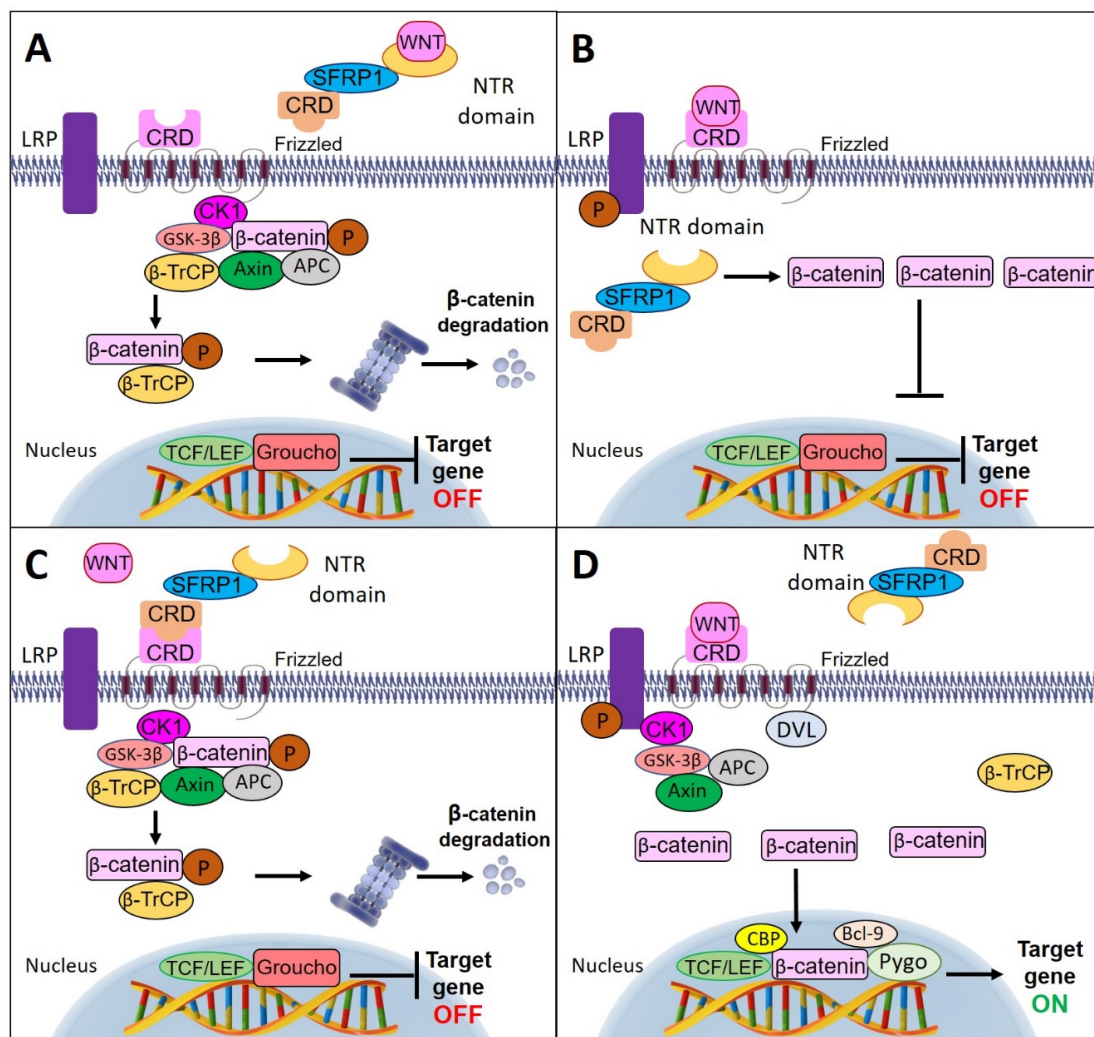 A
WNT
SFRP1
NTR
domain
CRD
LRP
CRD
Frizzled
CK1
GSK-3β
β-catenin
P
β-TrCP
Axin
APC
β-catenin
degradation
β-catenin
P
β-TrCP
Nucleus
TCF/LEF
Groucho
Target
gene
OFF
B
WNT
LRP
CRD
Frizzled
P
NTR domain
β-catenin
β-catenin
β-catenin
SFRP1
CRD
Nucleus
TCF/LEF
Groucho
Target
gene
OFF
C
WNT
SFRP1
NTR
domain
CRD
LRP
CRD
Frizzled
CK1
GSK-3β
β-catenin
P
β-TrCP
Axin
APC
β-catenin
degradation
β-catenin
P
β-TrCP
Nucleus
TCF/LEF
Groucho
Target
gene
OFF
D
NTR
domain
CRD
SFRP1
WNT
LRP
CRD
Frizzled
P
CK1
DVL
GSK-3β
APC
Axin
β-TrCP
β-catenin
β-catenin
β-catenin
Nucleus
CBP
Bcl-9
TCF/LEF
β-catenin
Pygo
Target
gene
ON